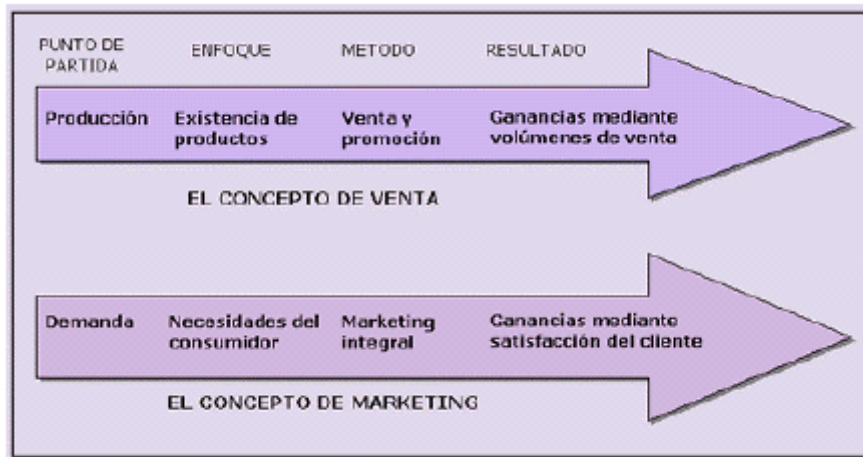 PUNTO DE PARTIDA ENFOQUE METODO RESULTADO
Producción Existencia de productos Venta y promoción Ganancias mediante volúmenes de venta
EL CONCEPTO DE VENTA
Demanda Necesidades del consumidor Marketing integral Ganancias mediante satisfacción del cliente
EL CONCEPTO DE MARKETING